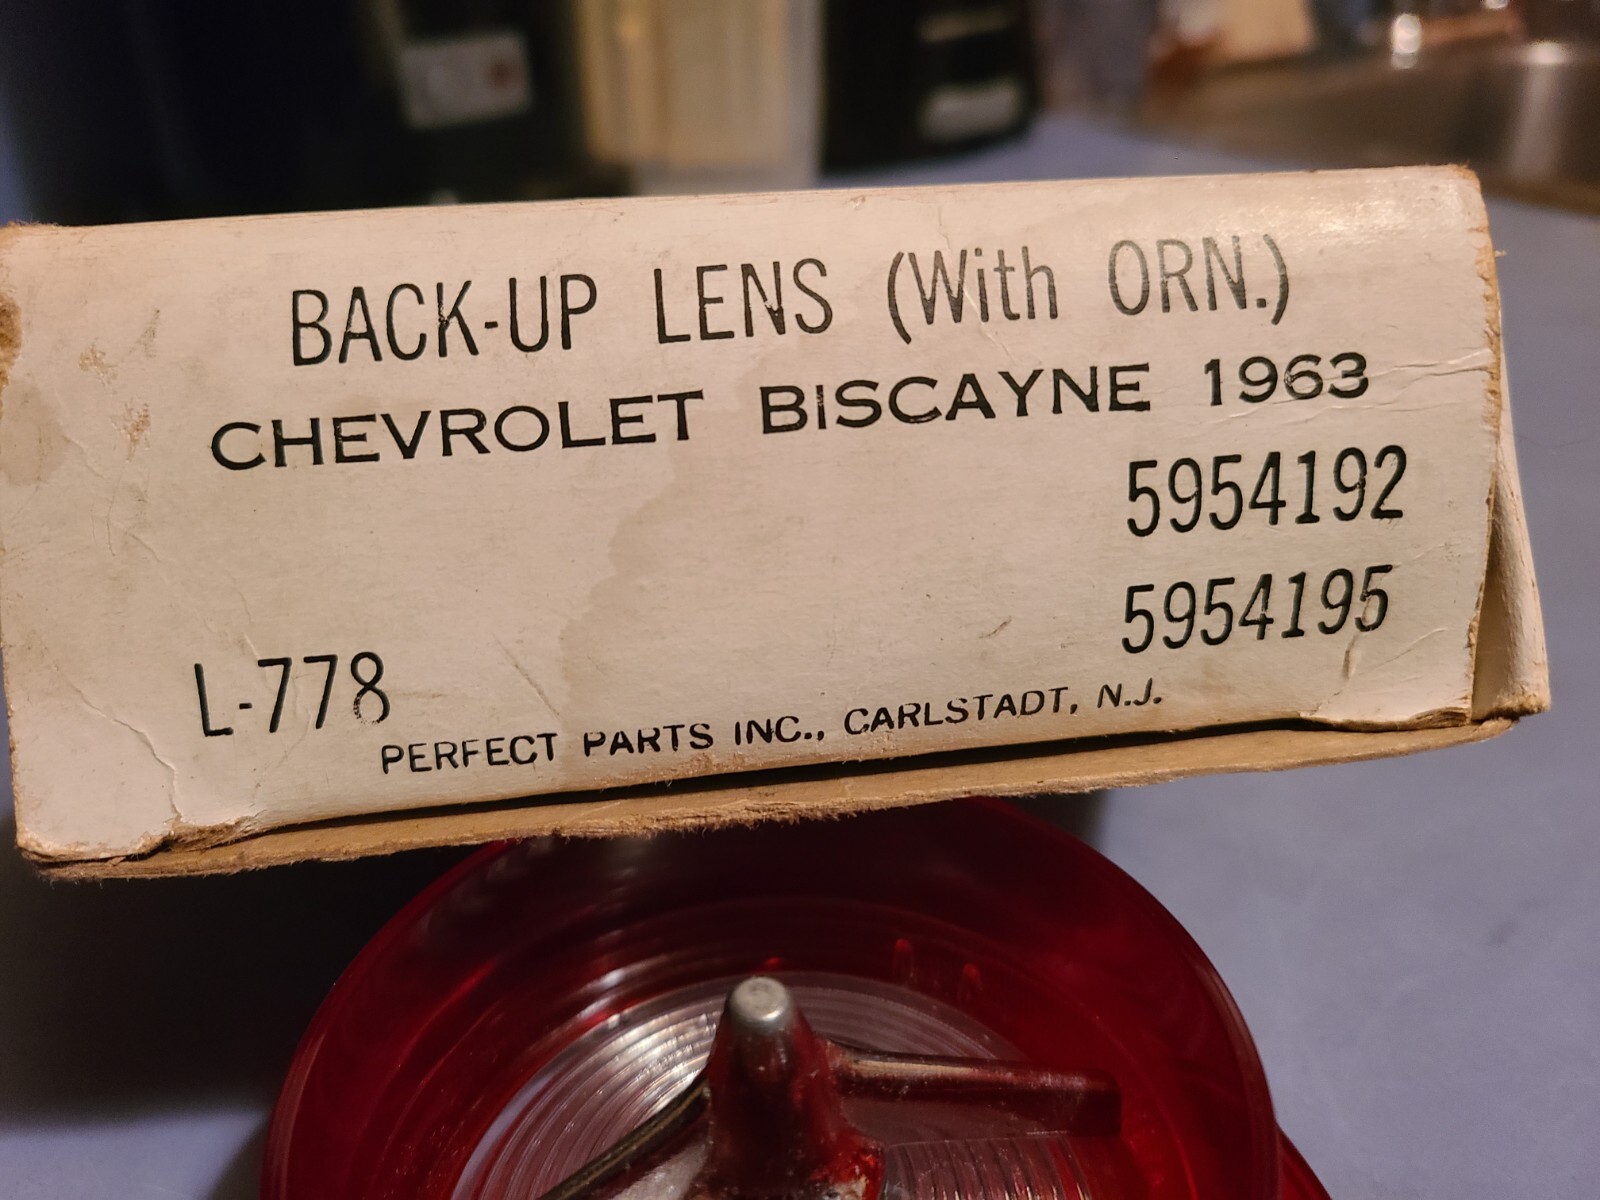 BACK-UP LENS (With ORN.)
CHEVROLET BISCAYNE 1963
5954192
5954195
L-778
PERFECT PARTS INC., CARLSTADT, N.J.